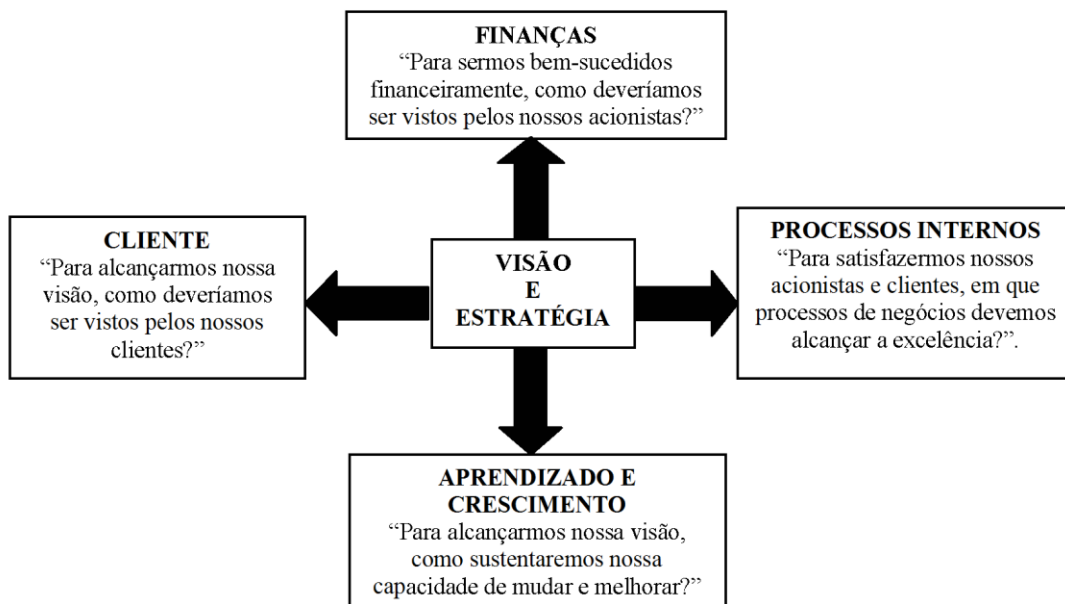 FINANÇAS
“Para sermos bem-sucedidos
financeiramente, como deveríamos
ser vistos pelos nossos acionistas?”
CLIENTE
“Para alcançarmos nossa
visão, como deveríamos
ser vistos pelos nossos
clientes?”
VISÃO
E
ESTRATÉGIA
PROCESSOS INTERNOS
“Para satisfazermos nossos
acionistas e clientes, em que
processos de negócios devemos
alcançar a excelência?”.
APRENDIZADO E
CRESCIMENTO
“Para alcançarmos nossa visão,
como sustentaremos nossa
capacidade de mudar e melhorar?”